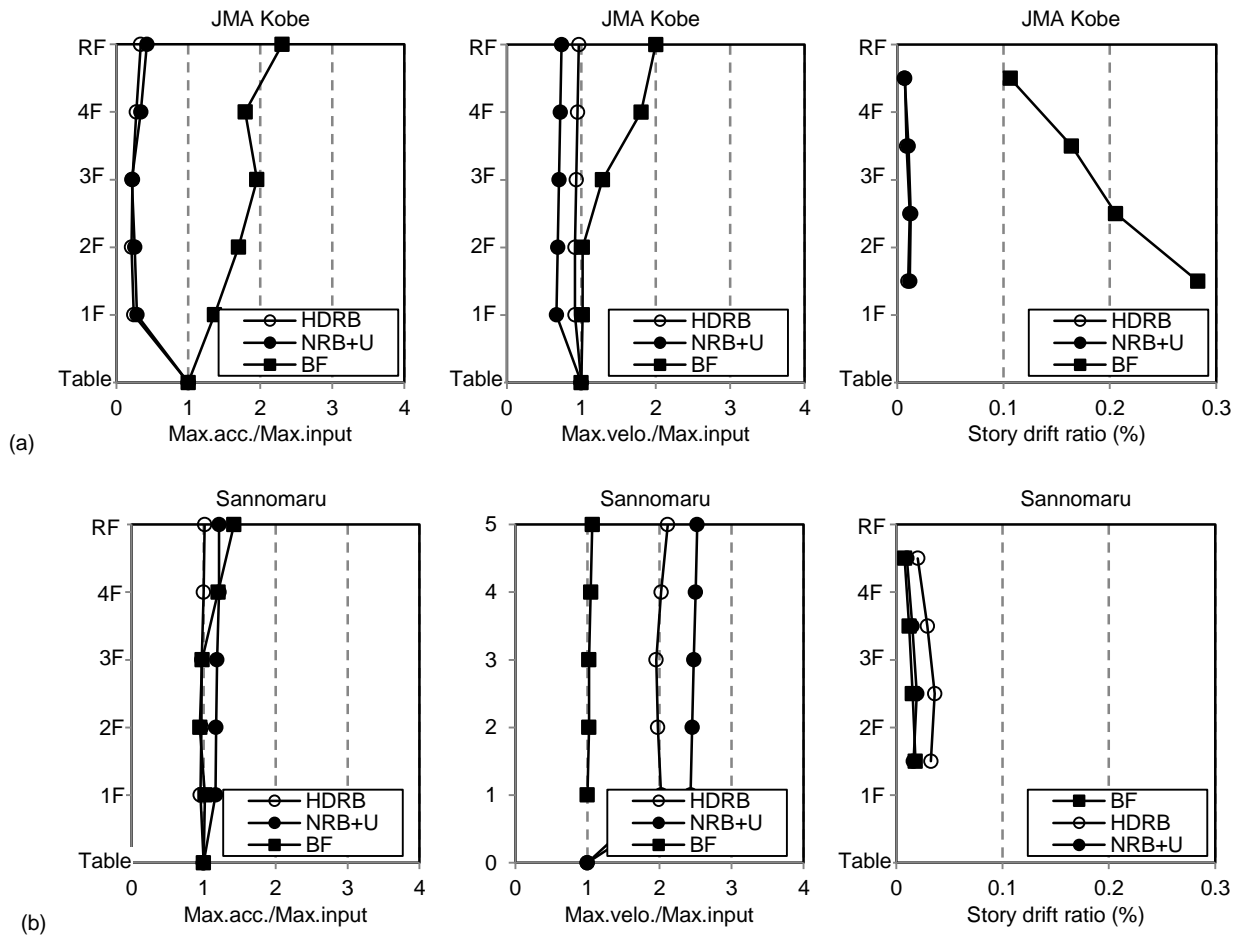 JMA Kobe
RF
4F
3F
2F
1F
Table
HDRB
NRB+U
BF
0 1 2 3 4
Max.acc./Max.input
(a)
JMA Kobe
RF
4F
3F
2F
1F
Table
HDRB
NRB+U
BF
0 1 2 3 4
Max.velo./Max.input
JMA Kobe
RF
4F
3F
2F
1F
Table
HDRB
NRB+U
BF
0 0.1 0.2 0.3
Story drift ratio (%)
Sannomaru
RF
4F
3F
2F
1F
Table
HDRB
NRB+U
BF
0 1 2 3 4
Max.acc./Max.input
(b)
Sannomaru
5
4
3
2
1
0
HDRB
NRB+U
BF
0 1 2 3 4
Max.velo./Max.input
Sannomaru
RF
4F
3F
2F
1F
Table
BF
HDRB
NRB+U
0 0.1 0.2 0.3
Story drift ratio (%)